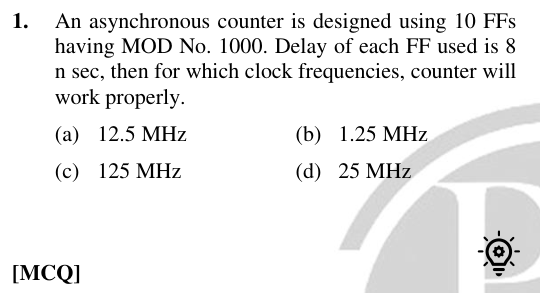 1. An asynchronous counter is designed using 10 FFs
having MOD No. 1000. Delay of each FF used is 8
n sec, then for which clock frequencies, counter will
work properly.
(a) 12.5 MHz (b) 1.25 MHz
(c) 125 MHz (d) 25 MHz
[MCQ]